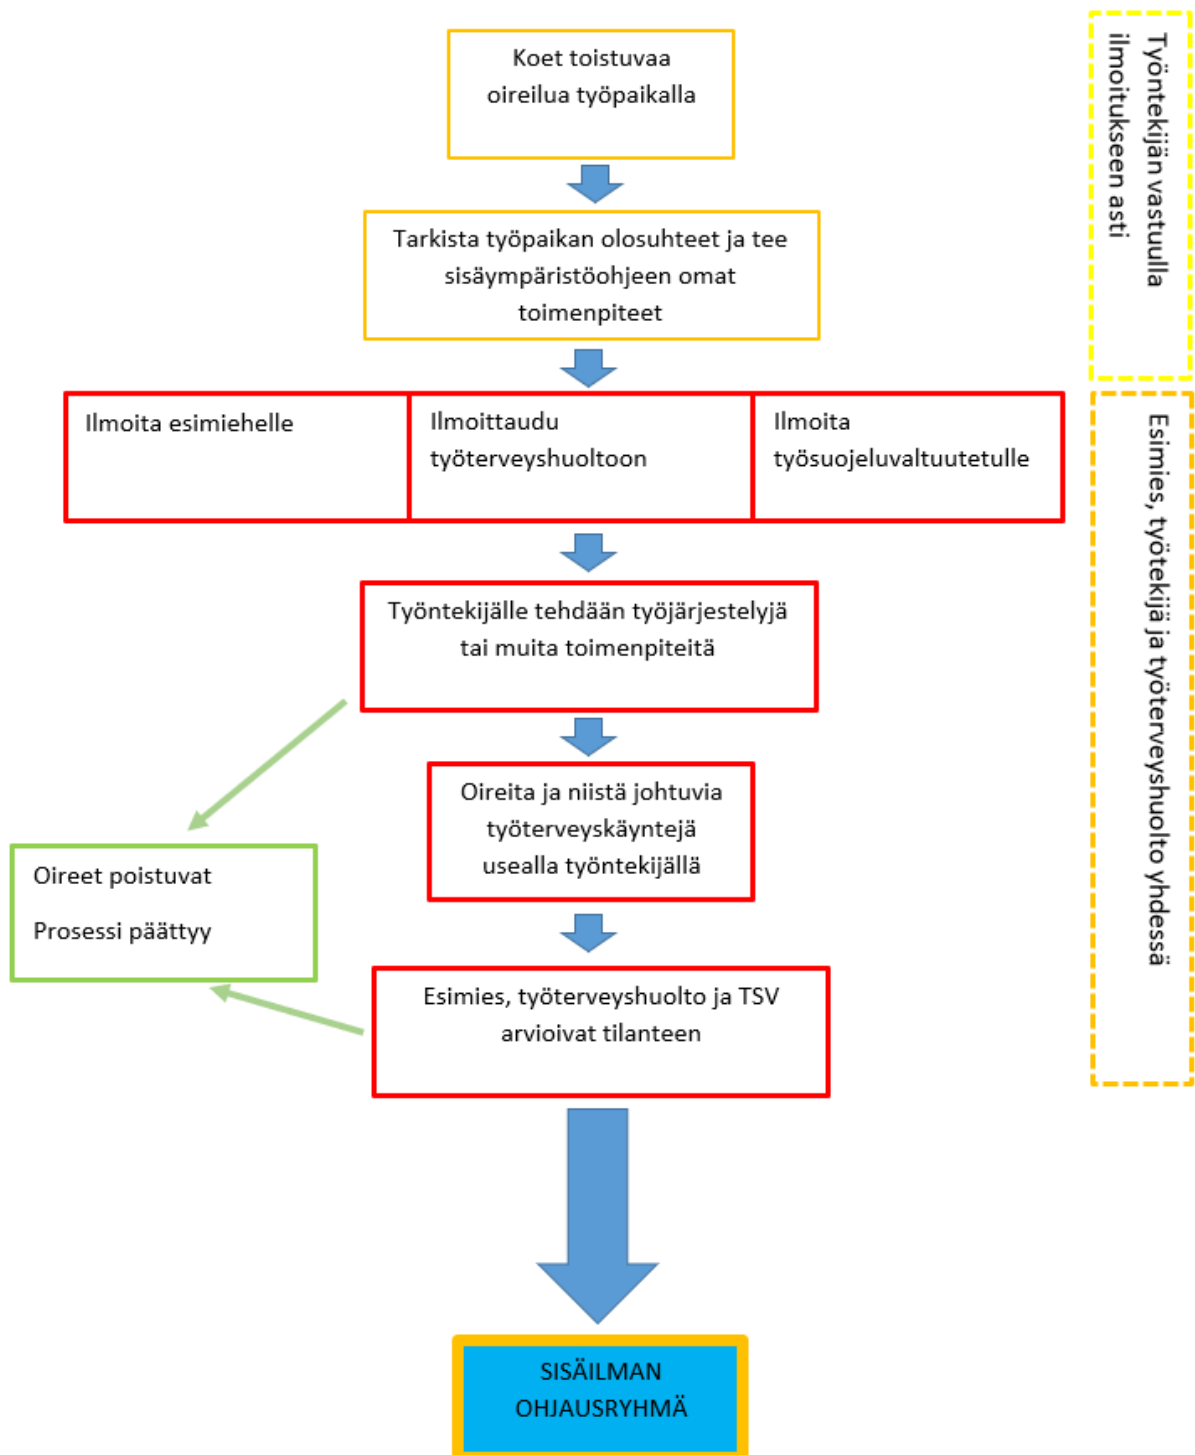 Koet toistuvaa
oireilua työpaikalla
Tarkista työpaikan olosuhteet ja tee
sisäympäristöohjeen omat
toimenpiteet
Ilmoita esimiehelle
Ilmoittaudu
työterveyshuoltoon
Ilmoita
työsuojeluvaltuutetulle
Työntekijälle tehdään työjärjestelyjä
tai muita toimenpiteitä
Oireita ja niistä johtuvia
työterveyskäyntejä
usealla työntekijällä
Oireet poistuvat
Prosessi päättyy
Esimies, työterveyshuolto ja TSV
arvioivat tilanteen
SISÄILMAN
OHJAUSRYHMÄ
Työntekijän vastuulla
ilmoitukseen asti
Esimies, työtekijä ja työterveyshuolto yhdessä